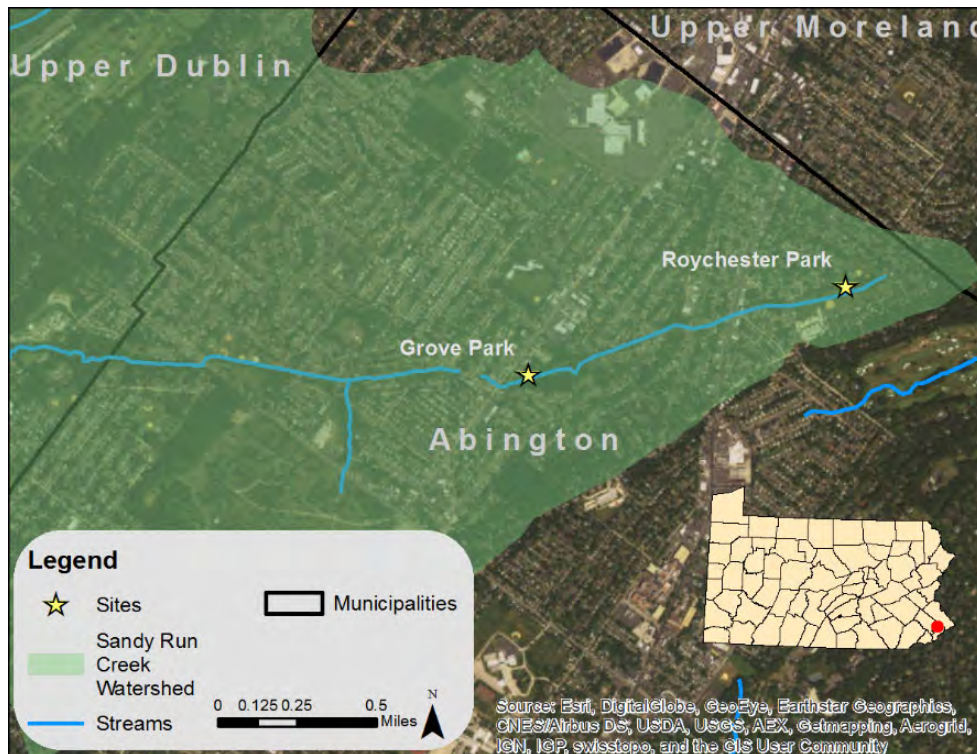 Upper Dublin
Upper Moreland
Roychester Park
Grove Park
Abington
Legend
Sites
Municipalities
Sandy Run
Creek
Watershed
Streams
0 0.125 0.25 0.5
Miles
N
Source: Esri, DigitalGlobe, GeoEye, Earthstar Geographics,
CNES/Airbus DS, USDA, USGS, AEX, Getmapping, Aerogrid,
IGN, IGP, swisstopo, and the GIS User Community